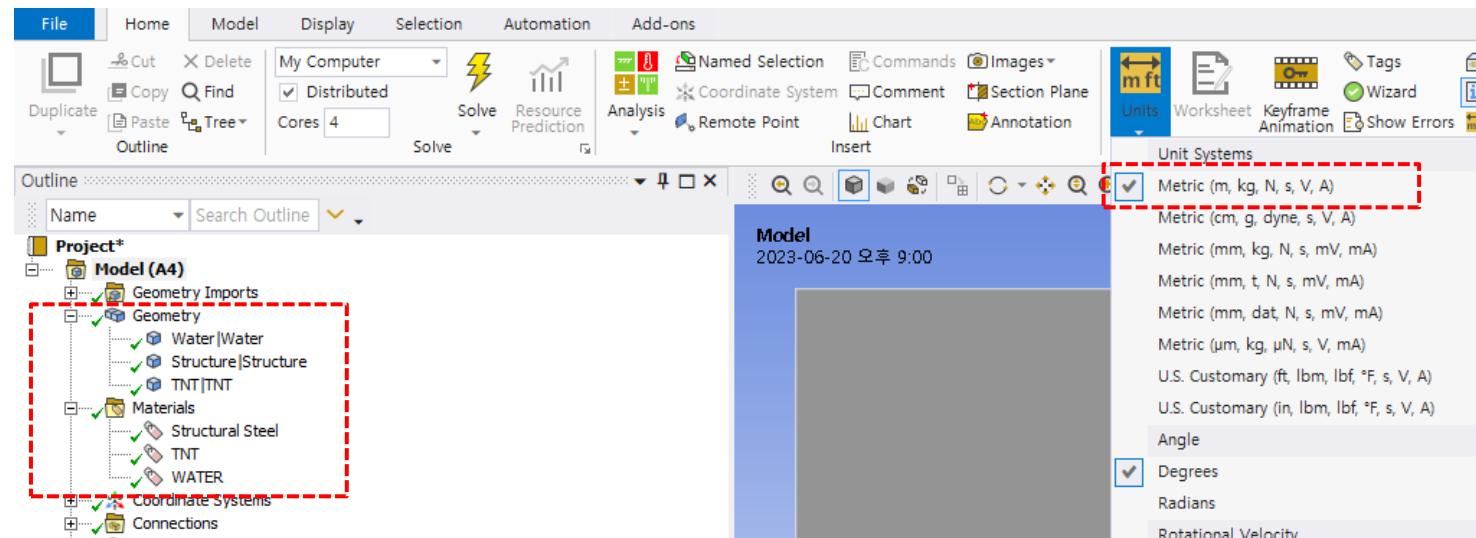 File Home Model Display Selection Automation Add-ons
Duplicate
Cut
Copy
Paste
Delete
Find
Tree
Outline
My Computer
Distributed
Cores 4
Solve
Resource Prediction
Solve
Analysis
Named Selection
Coordinate System
Remote Point
Commands
Comment
Chart
Images
Section Plane
Annotation
Insert
m ft
Units
Worksheet
Keyframe Animation
Tags
Wizard
Show Errors
Outline
Name
Search Outline
Project*
Model (A4)
Geometry Imports
Geometry
Water|Water
Structure|Structure
TNT|TNT
Materials
Structural Steel
TNT
WATER
Coordinate Systems
Connections
Model
2023-06-20 오후 9:00
Unit Systems
Metric (m, kg, N, s, V, A)
Metric (cm, g, dyne, s, V, A)
Metric (mm, kg, N, s, mV, mA)
Metric (mm, t, N, s, mV, mA)
Metric (mm, dat, N, s, mV, mA)
Metric (µm, kg, µN, s, V, mA)
U.S. Customary (ft, lbm, lbf, °F, s, V, A)
U.S. Customary (in, lbm, lbf, °F, s, V, A)
Angle
Degrees
Radians
Rotational Velocity